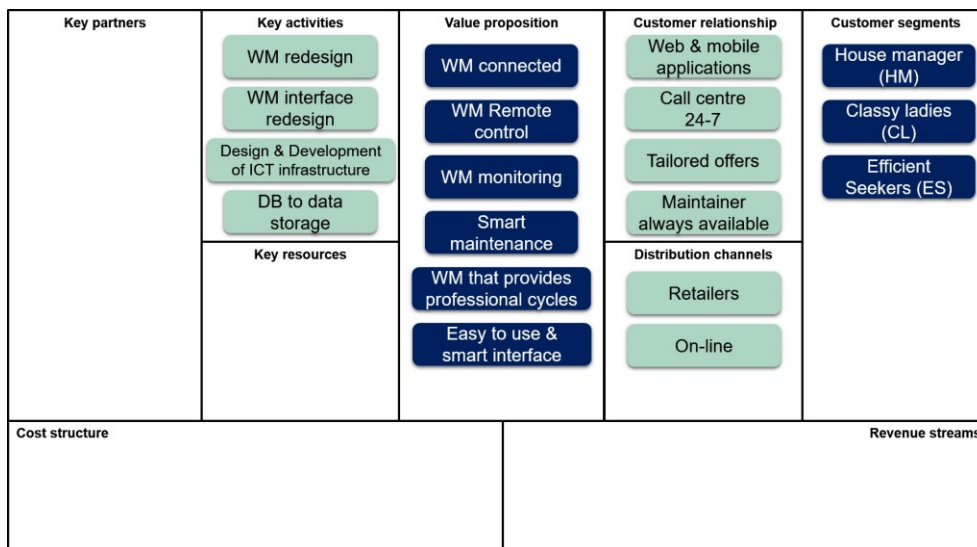 Key partners
Key activities
WM redesign
WM interface
redesign
Design & Development
of ICT infrastructure
DB to data
storage
Key resources
Value proposition
WM connected
WM Remote
control
WM monitoring
Smart
maintenance
WM that provides
professional cycles
Easy to use &
smart interface
Customer relationship
Web & mobile
applications
Call centre
24-7
Tailored offers
Maintainer
always available
Distribution channels
Retailers
On-line
Customer segments
House manager
(HM)
Classy ladies
(CL)
Efficient
Seekers (ES)
Cost structure
Revenue streams